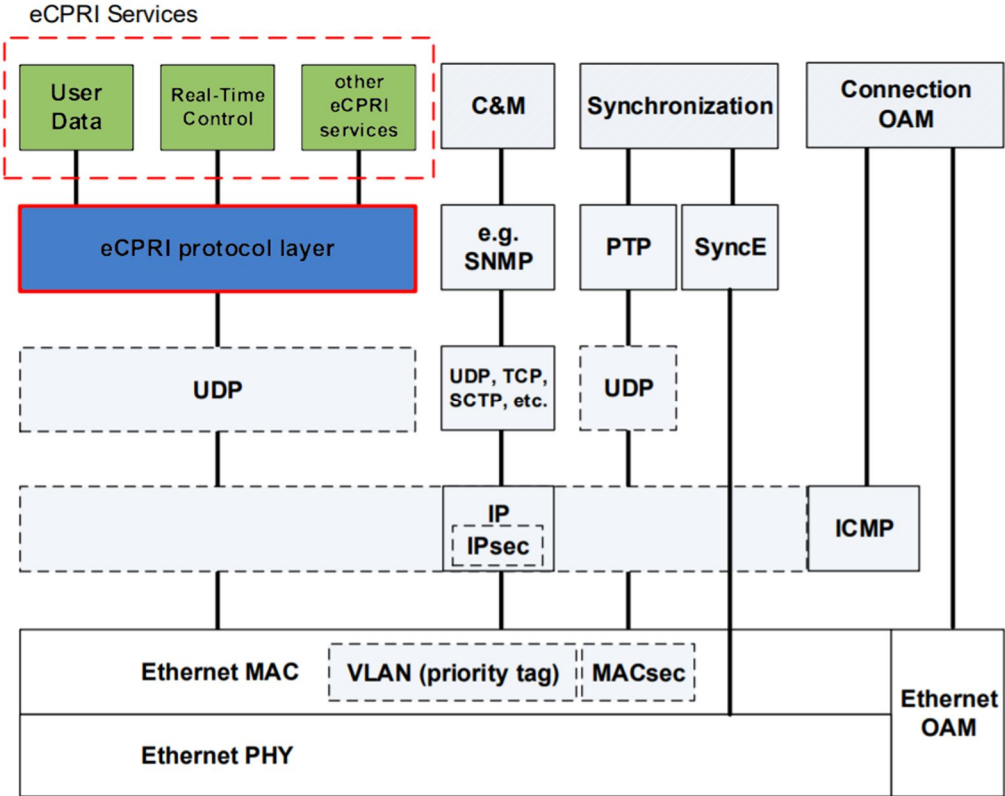 eCPRI Services
User
Data
Real-Time
Control
other
eCPRI
services
C&M
Synchronization
Connection
OAM
eCPRI protocol layer
e.g.
SNMP
PTP
SyncE
UDP
UDP, TCP,
SCTP, etc.
UDP
IP
IPsec
ICMP
Ethernet MAC
VLAN (priority tag)
MACsec
Ethernet
OAM
Ethernet PHY